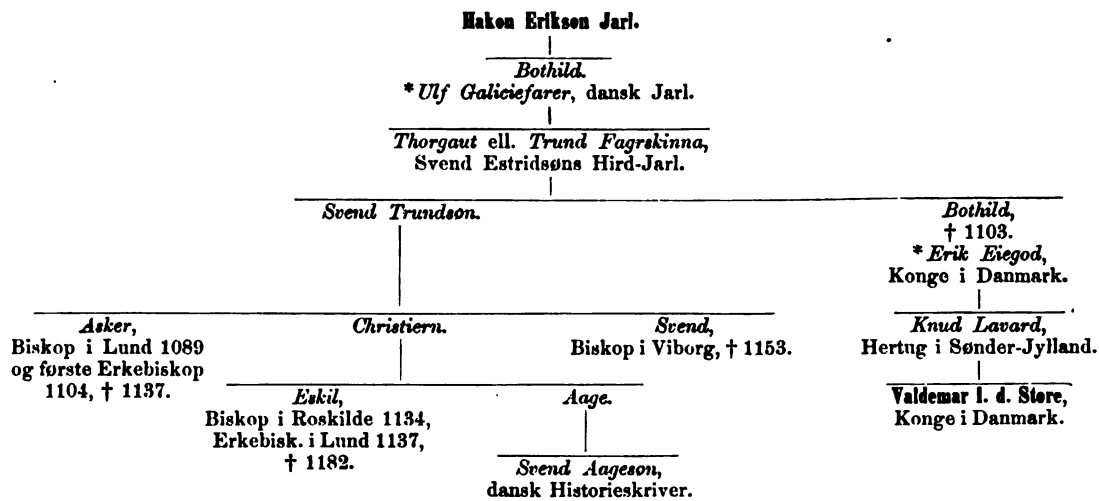 Hakon Erikson Jarl.
Bothild.
* Ulf Galiciefarer, dansk Jarl.
Thorgaut ell. Trund Fagrskinna,
Svend Estridsøns Hird-Jarl.
Svend Trundsøn.
Bothild,
† 1103.
* Erik Eiegod,
Konge i Danmark.
Asker,
Biskop i Lund 1089
og første Erkebiskop
1104, † 1137.
Christiern.
Svend,
Biskop i Viborg, † 1153.
Knud Lavard,
Hertug i Sønder-Jylland.
Eskil,
Biskop i Roskilde 1134,
Erkebisk. i Lund 1137,
† 1182.
Aage.
Valdemar I. d. Store,
Konge i Danmark.
Svend Aagesøn,
dansk Historieskriver.